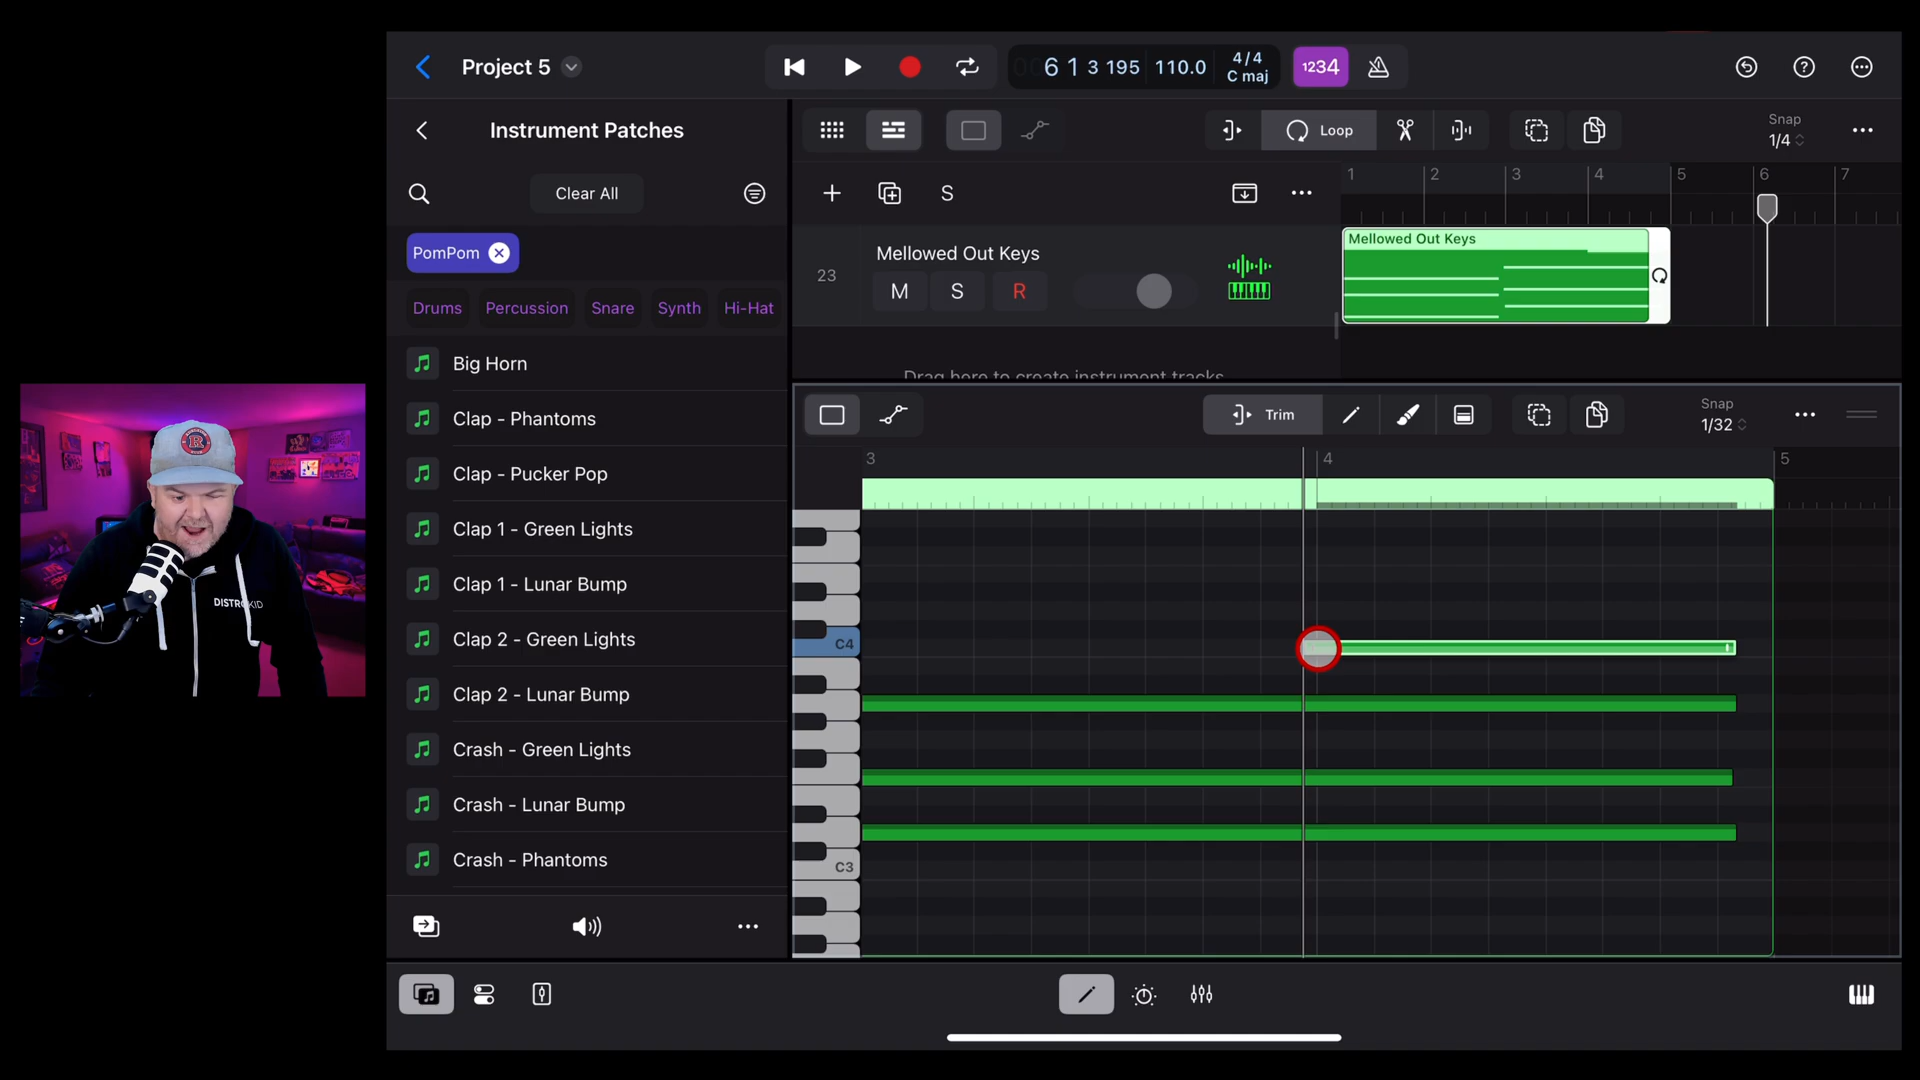 Project 5
6 1 3 195
110.0
4/4
C maj
1234
Instrument Patches
Loop
Snap
1/4
Clear All
S
1
2
3
4
5
6
7
PomPom
Mellowed Out Keys
Mellowed Out Keys
23
M
S
R
Drums
Percussion
Snare
Synth
Hi-Hat
Drag here to create instrument tracks
Big Horn
Clap - Phantoms
Clap - Pucker Pop
Clap 1 - Green Lights
Clap 1 - Lunar Bump
Clap 2 - Green Lights
Clap 2 - Lunar Bump
Crash - Green Lights
Crash - Lunar Bump
Crash - Phantoms
Trim
Snap
1/32
3
4
5
C4
C3
R
DISTROKID